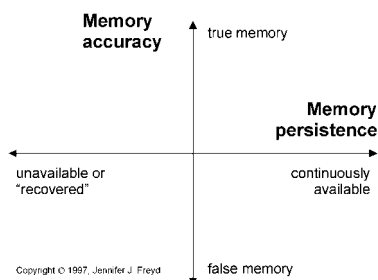 Memory
accuracy
true memory
Memory
persistence
unavailable or
“recovered”
continuously
available
false memory
Copyright © 1997, Jennifer J. Freyd